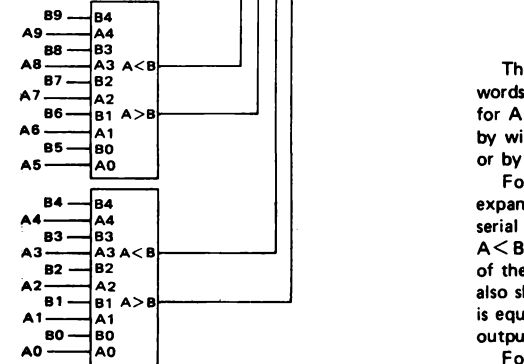 B9 B4
A9 A4
B8 B3
A8 A3 A<B
B7 B2
A7 A2
B6 B1 A>B
A6 A1
B5 B0
A5 A0
B4 B4
A4 A4
B3 B3
A3 A3 A<B
B2 B2
A2 A2
B1 B1 A>B
A1 A1
B0 B0
A0 A0
words
for A
by wi
or by
Fo
expan
serial
A<B
of the
also sl
is equ
outpu
Fo